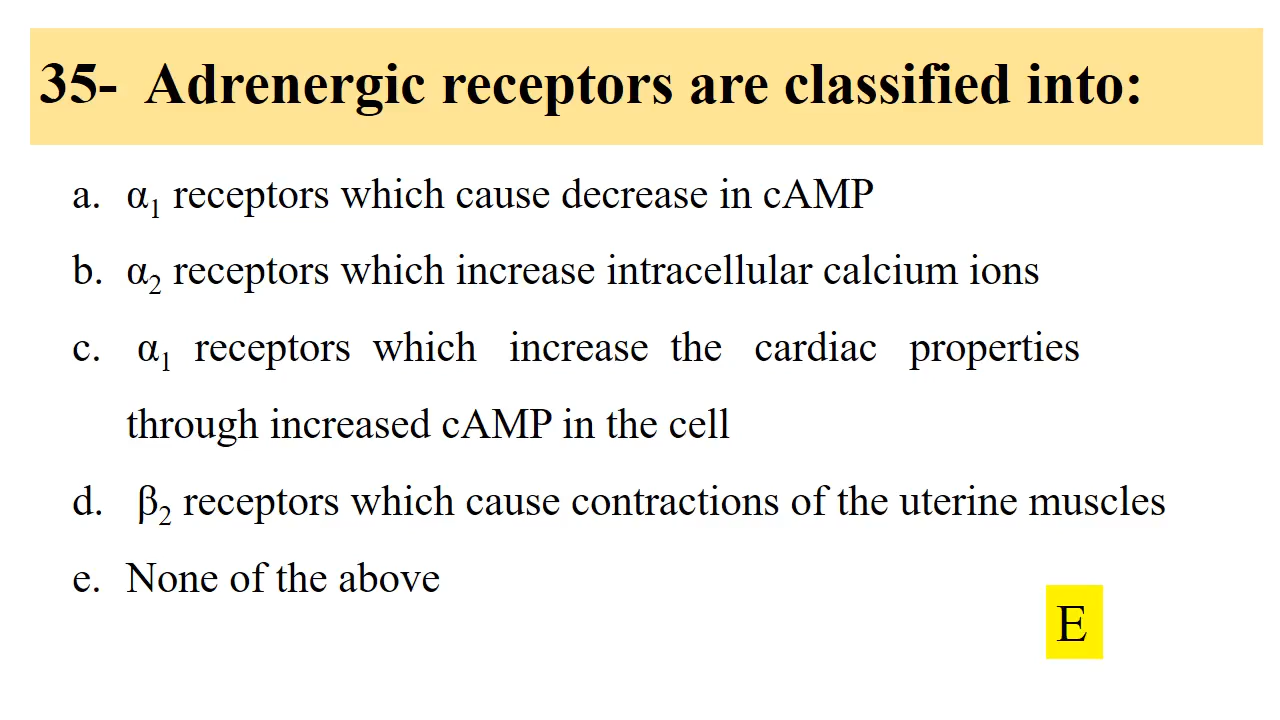 35- Adrenergic receptors are classified into:
a. α₁ receptors which cause decrease in cAMP
b. α₂ receptors which increase intracellular calcium ions
c. α₁ receptors which increase the cardiac properties
through increased cAMP in the cell
d. β₂ receptors which cause contractions of the uterine muscles
e. None of the above
E